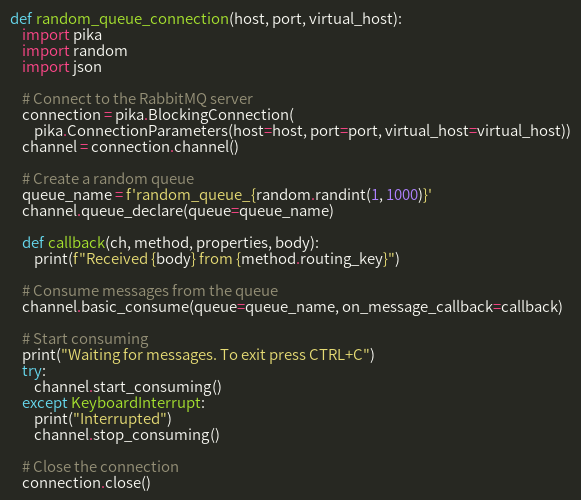 def random_queue_connection(host, port, virtual_host):
    import pika
    import random
    import json

    # Connect to the RabbitMQ server
    connection = pika.BlockingConnection(
        pika.ConnectionParameters(host=host, port=port, virtual_host=virtual_host))
    channel = connection.channel()

    # Create a random queue
    queue_name = f'random_queue_{random.randint(1, 1000)}'
    channel.queue_declare(queue=queue_name)

    def callback(ch, method, properties, body):
        print(f"Received {body} from {method.routing_key}")

    # Consume messages from the queue
    channel.basic_consume(queue=queue_name, on_message_callback=callback)

    # Start consuming
    print("Waiting for messages. To exit press CTRL+C")
    try:
        channel.start_consuming()
    except KeyboardInterrupt:
        print("Interrupted")
        channel.stop_consuming()

    # Close the connection
    connection.close()